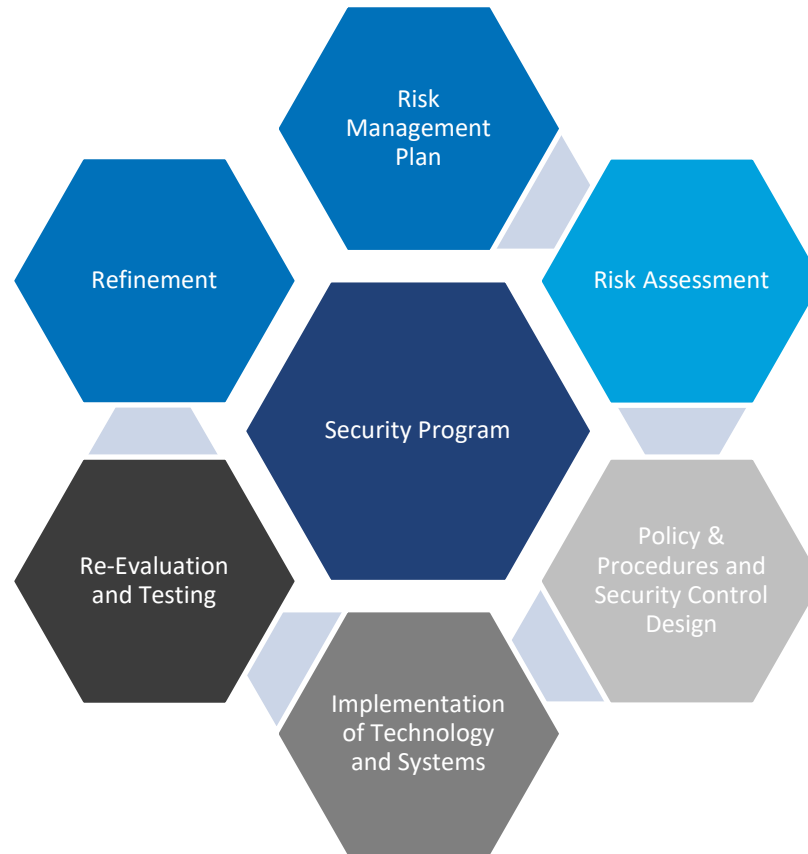 Risk
Management
Plan
Refinement
Risk Assessment
Security Program
Re-Evaluation
and Testing
Policy &
Procedures and
Security Control
Design
Implementation
of Technology
and Systems